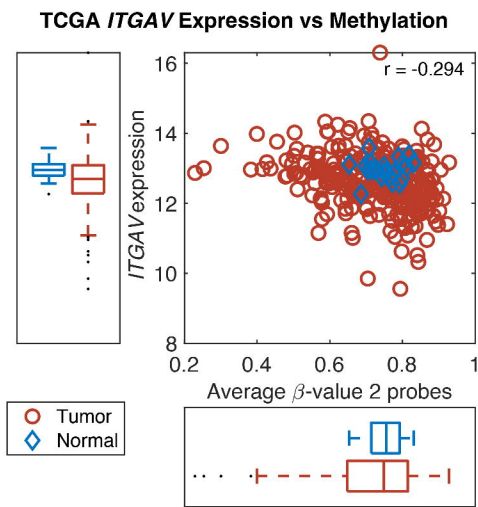 TCGA ITGAV Expression vs Methylation
r = -0.294
ITGAV expression
16
14
12
10
8
0.2 0.4 0.6 0.8 1
Average β-value 2 probes
Tumor
Normal